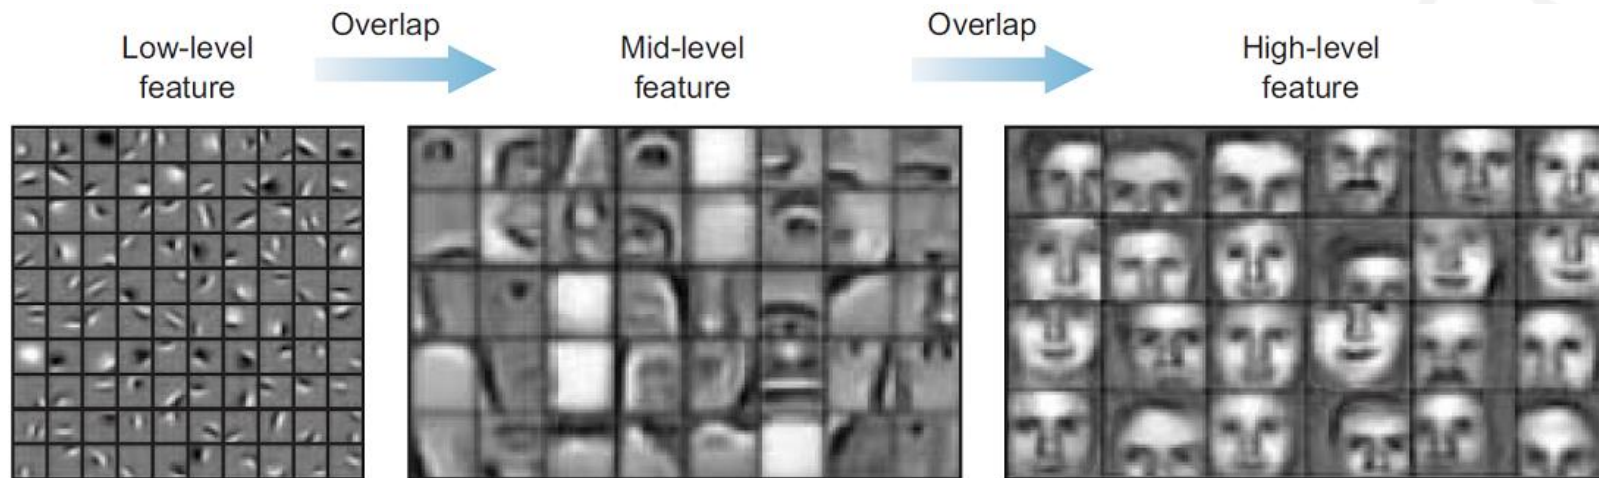 Low-level
feature
Overlap
Mid-level
feature
Overlap
High-level
feature